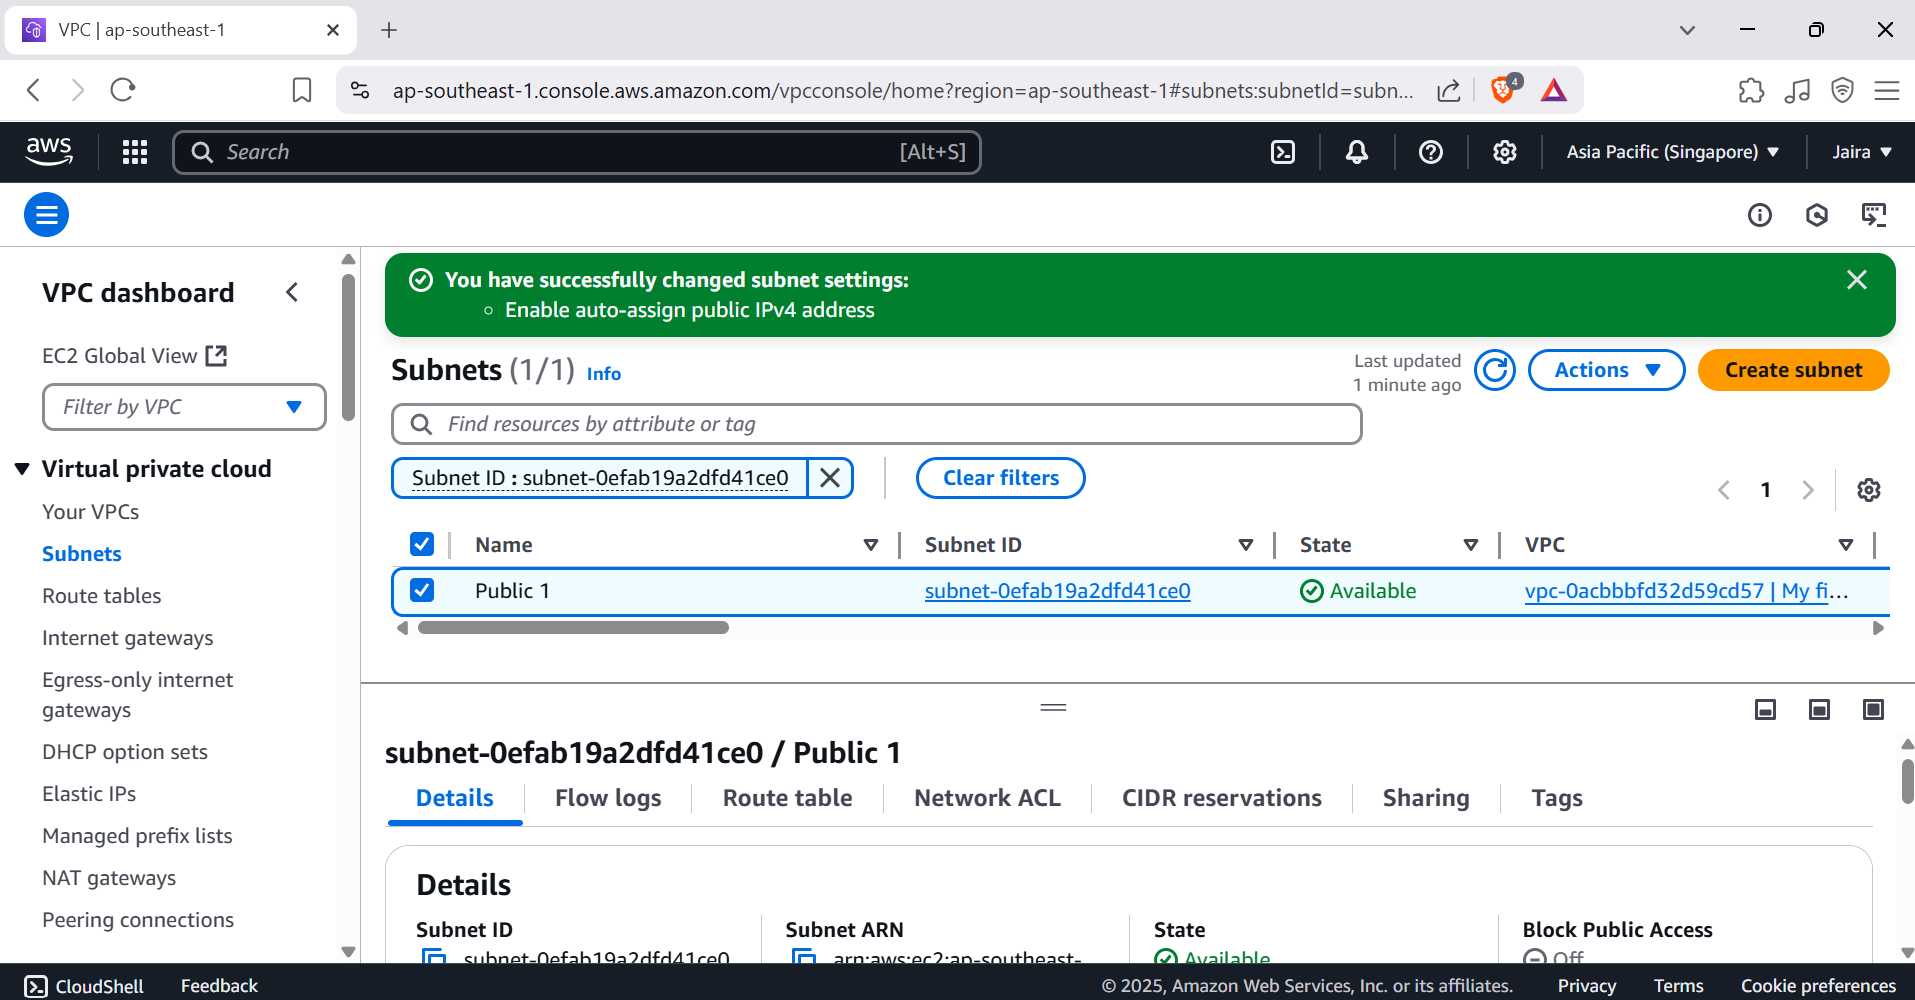 VPC | ap-southeast-1
ap-southeast-1.console.aws.amazon.com/vpcconsole/home?region=ap-southeast-1#subnets:subnetId=subn...
4
aws
Search
[Alt+S]
Asia Pacific (Singapore)
Jaira
VPC dashboard
EC2 Global View
Filter by VPC
Virtual private cloud
Your VPCs
Subnets
Route tables
Internet gateways
Egress-only internet
gateways
DHCP option sets
Elastic IPs
Managed prefix lists
NAT gateways
Peering connections
You have successfully changed subnet settings:
Enable auto-assign public IPv4 address
Subnets (1/1) Info
Last updated
1 minute ago
Actions
Create subnet
Find resources by attribute or tag
Subnet ID : subnet-0efab19a2dfd41ce0
Clear filters
1
Name
Subnet ID
State
VPC
Public 1
subnet-0efab19a2dfd41ce0
Available
vpc-0acbbbfd32d59cd57 | My fi...
subnet-0efab19a2dfd41ce0 / Public 1
Details
Flow logs
Route table
Network ACL
CIDR reservations
Sharing
Tags
Details
Subnet ID
subnet-0efab19a2dfd41ce0
Subnet ARN
arn:aws:ec2:ap-southeast-
State
Available
Block Public Access
Off
CloudShell
Feedback
© 2025, Amazon Web Services, Inc. or its affiliates.
Privacy
Terms
Cookie preferences